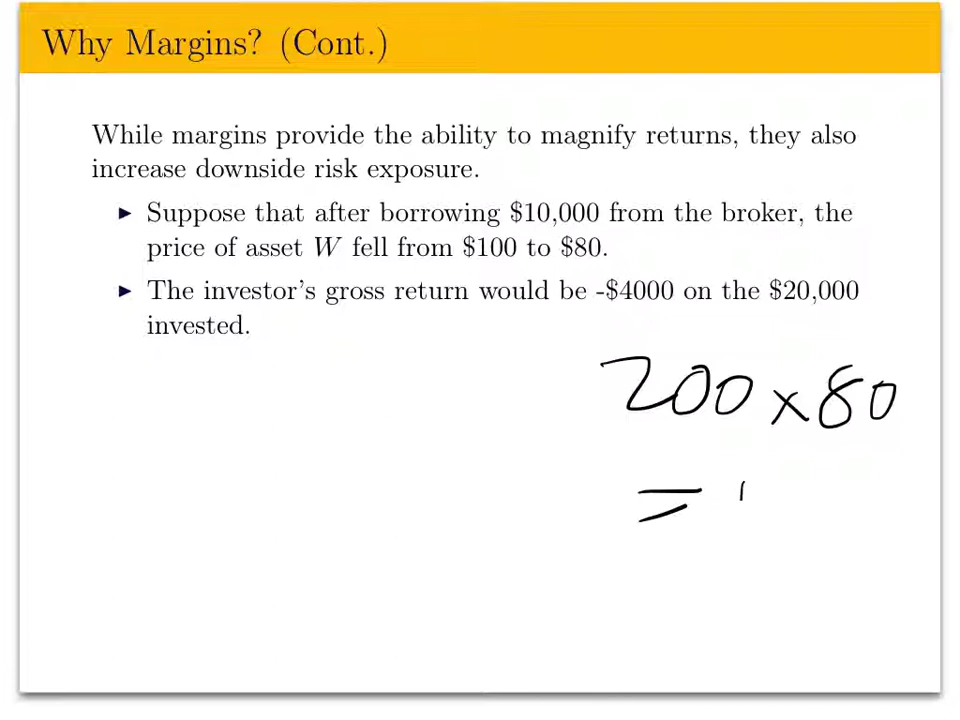 Why Margins? (Cont.)
While margins provide the ability to magnify returns, they also
increase downside risk exposure.
▶ Suppose that after borrowing $10,000 from the broker, the
price of asset W fell from $100 to $80.
▶ The investor's gross return would be -$4000 on the $20,000
invested.
200 x 80
=